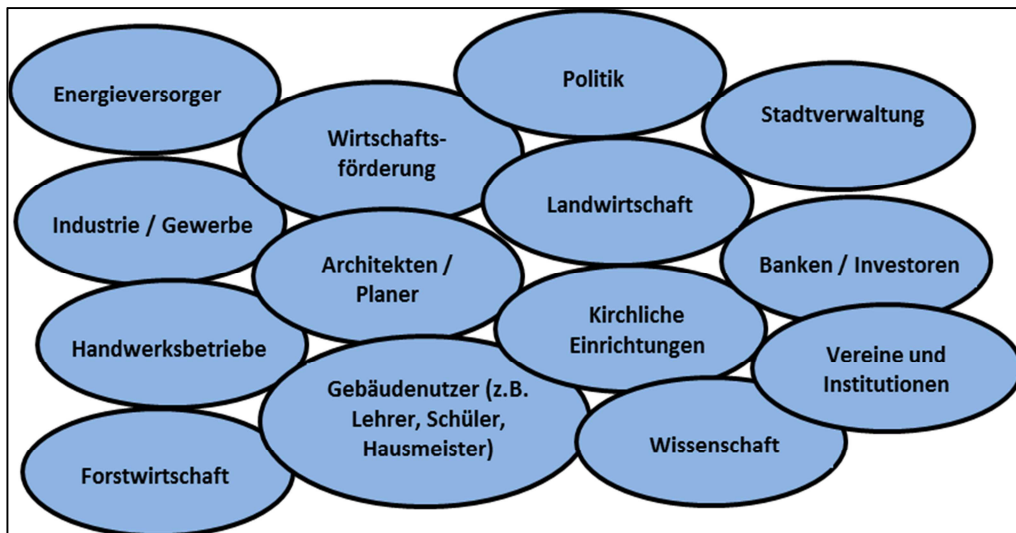 Energieversorger
Industrie / Gewerbe
Handwerksbetriebe
Forstwirtschaft
Wirtschafts-
förderung
Architekten /
Planer
Gebäudenutzer (z.B.
Lehrer, Schüler,
Hausmeister)
Politik
Landwirtschaft
Kirchliche
Einrichtungen
Wissenschaft
Stadtverwaltung
Banken / Investoren
Vereine und
Institutionen